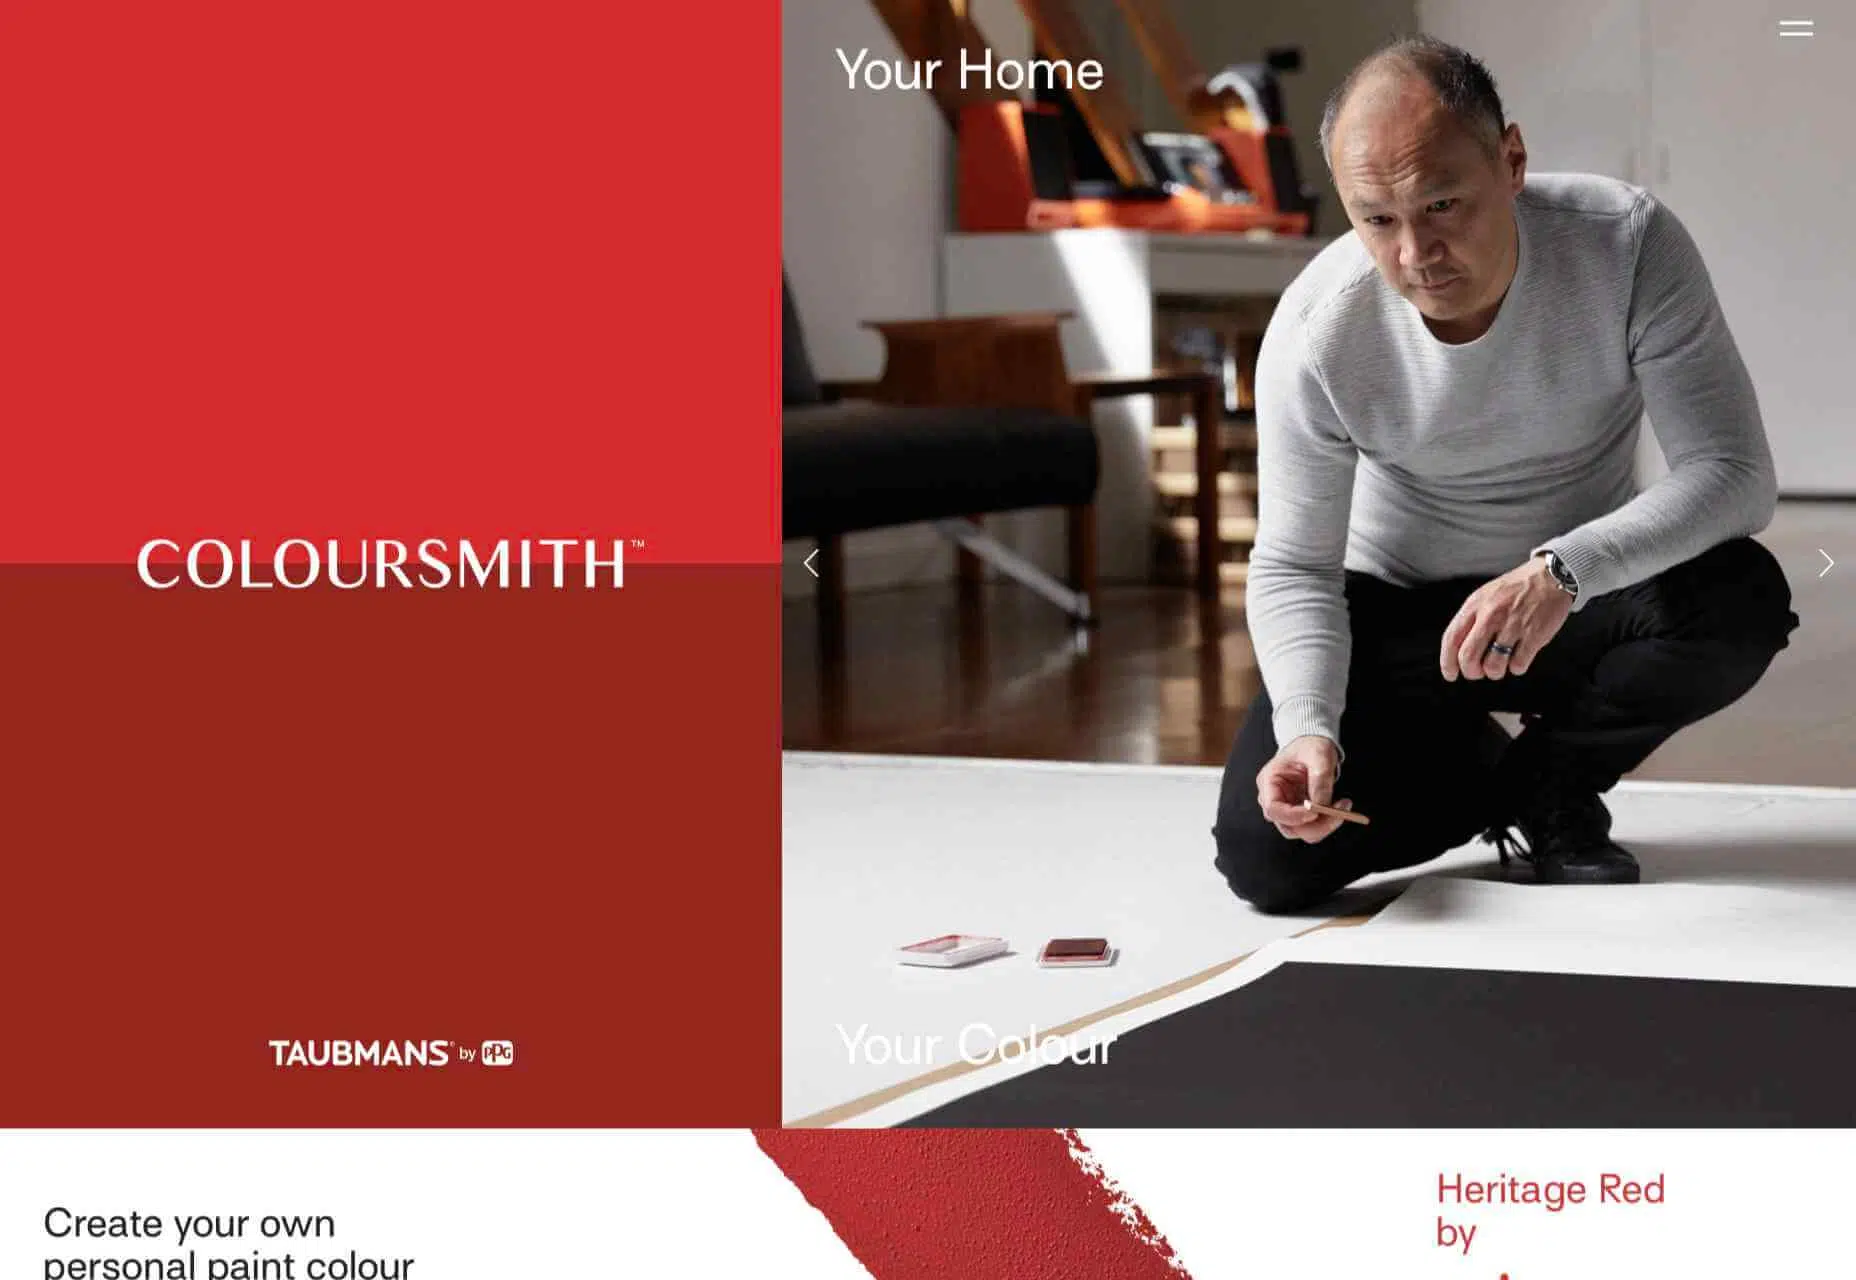 Your Home
COLOURSMITH™
TAUBMANS® by PPG
Your Colour
Create your own
personal paint colour
Heritage Red
by